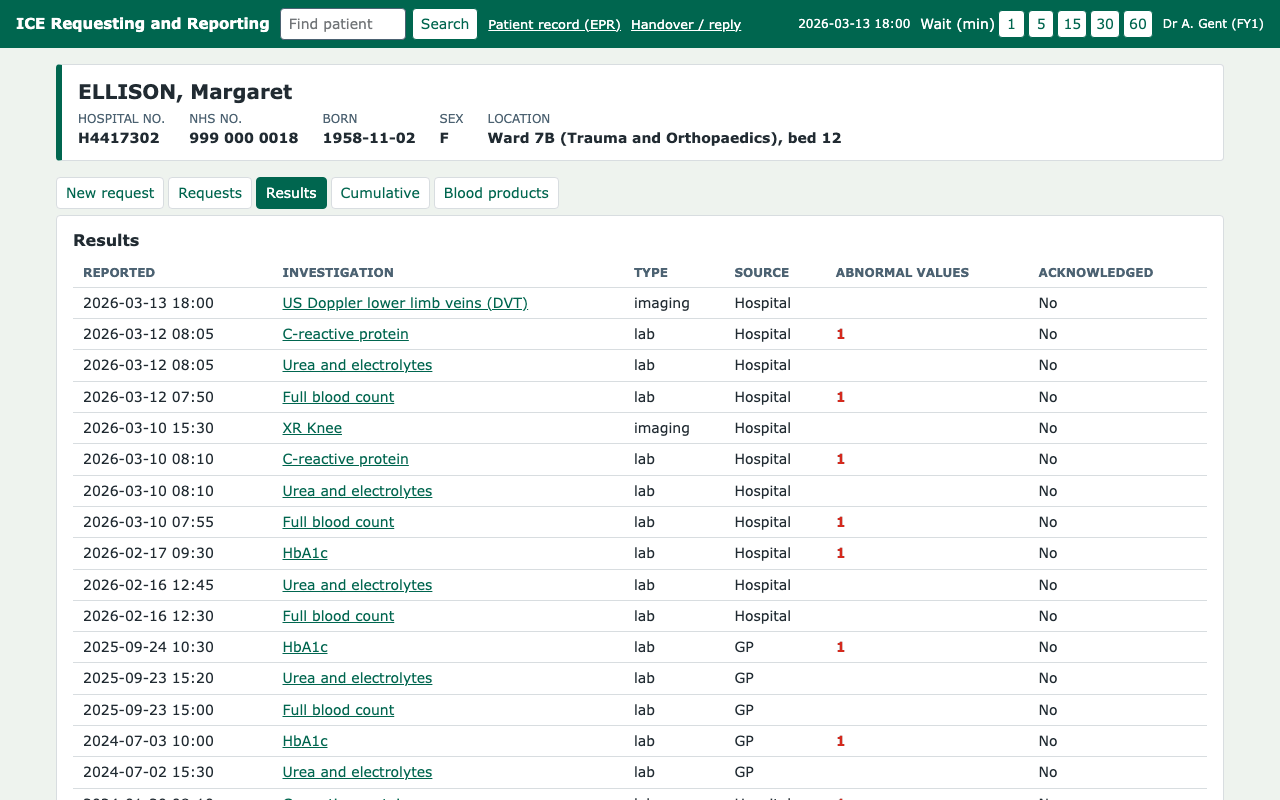 ICE Requesting and Reporting Find patient Search Patient record (EPR) Handover / reply 2026-03-13 18:00 Wait (min) 1 5 15 30 60 Dr A. Gent (FY1)
ELLISON, Margaret
HOSPITAL NO. NHS NO. BORN SEX LOCATION
H4417302 999 000 0018 1958-11-02 F Ward 7B (Trauma and Orthopaedics), bed 12
New request Requests Results Cumulative Blood products
Results
REPORTED INVESTIGATION TYPE SOURCE ABNORMAL VALUES ACKNOWLEDGED
2026-03-13 18:00 US Doppler lower limb veins (DVT) imaging Hospital No
2026-03-12 08:05 C-reactive protein lab Hospital 1 No
2026-03-12 08:05 Urea and electrolytes lab Hospital No
2026-03-12 07:50 Full blood count lab Hospital 1 No
2026-03-10 15:30 XR Knee imaging Hospital No
2026-03-10 08:10 C-reactive protein lab Hospital 1 No
2026-03-10 08:10 Urea and electrolytes lab Hospital No
2026-03-10 07:55 Full blood count lab Hospital 1 No
2026-02-17 09:30 HbA1c lab Hospital 1 No
2026-02-16 12:45 Urea and electrolytes lab Hospital No
2026-02-16 12:30 Full blood count lab Hospital No
2025-09-24 10:30 HbA1c lab GP 1 No
2025-09-23 15:20 Urea and electrolytes lab GP No
2025-09-23 15:00 Full blood count lab GP No
2024-07-03 10:00 HbA1c lab GP 1 No
2024-07-02 15:30 Urea and electrolytes lab GP No